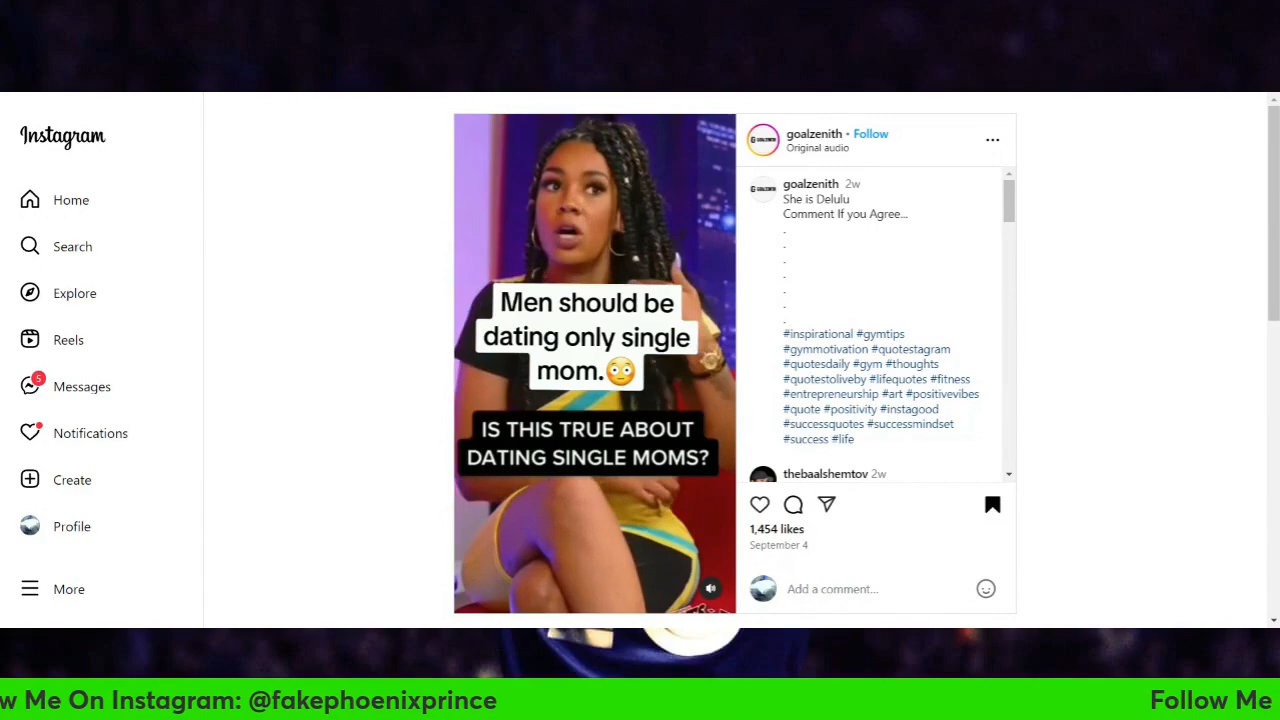 Instagram
Home
Search
Explore
Reels
5
Messages
Notifications
Create
Profile
More
Men should be
dating only single
mom.😳
IS THIS TRUE ABOUT
DATING SINGLE MOMS?
goalzenith • Follow
Original audio
goalzenith 2w
She is Delulu
Comment If you Agree...
.
.
.
.
.
.
.
#inspirational #gymtips
#gymmotivation #quotestagram
#quotesdaily #gym #thoughts
#quotestoliveby #lifequotes #fitness
#entrepreneurship #art #positivevibes
#quote #positivity #instagood
#successquotes #successmindset
#success #life
thebaalshemtov 2w
1,454 likes
September 4
Add a comment...
w Me On Instagram: @fakephoenixprince
Follow Me